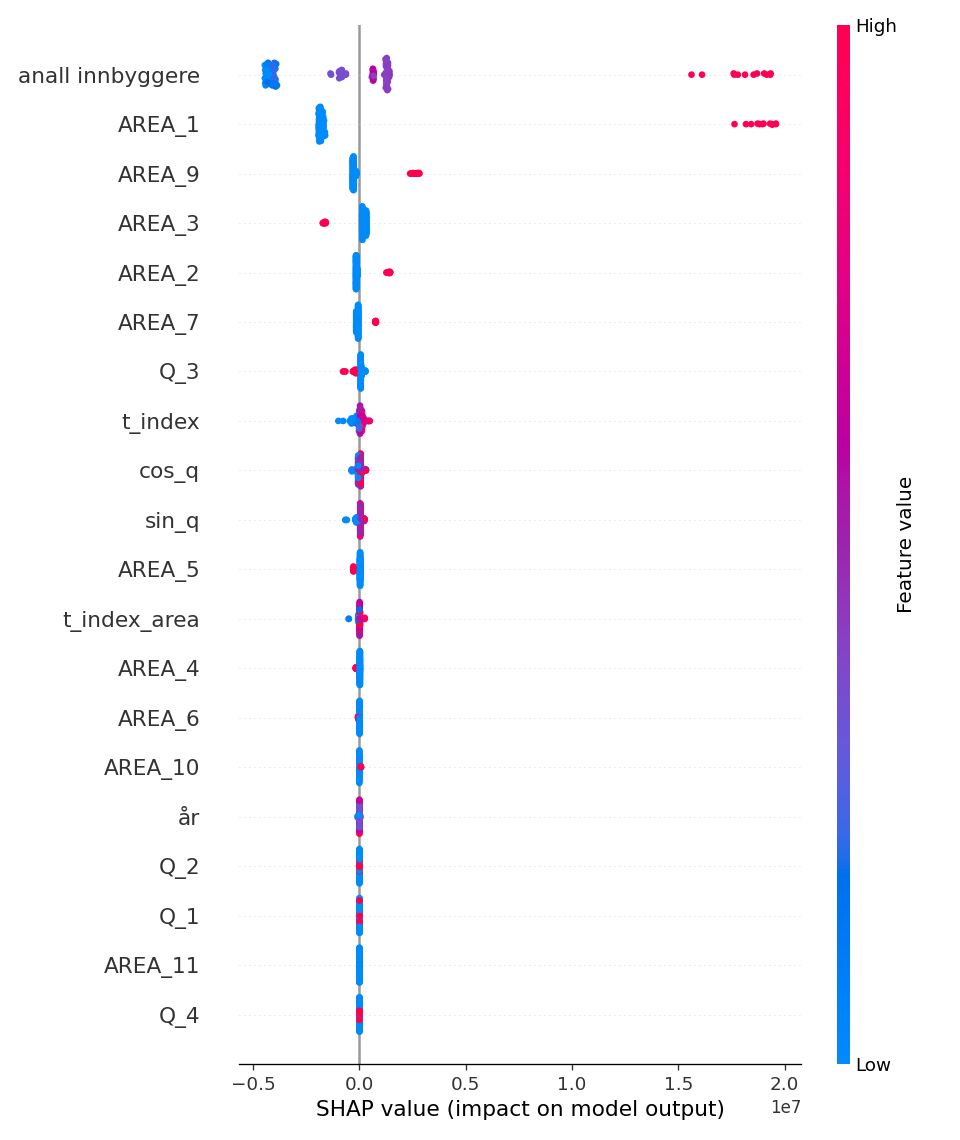 High
anall innbyggere
AREA_1
AREA_9
AREA_3
AREA_2
AREA_7
Q_3
t_index
cos_q
sin_q
AREA_5
t_index_area
AREA_4
AREA_6
AREA_10
år
Q_2
Q_1
AREA_11
Q_4
Feature value
Low
−0.5 0.0 0.5 1.0 1.5 2.0
1e7
SHAP value (impact on model output)